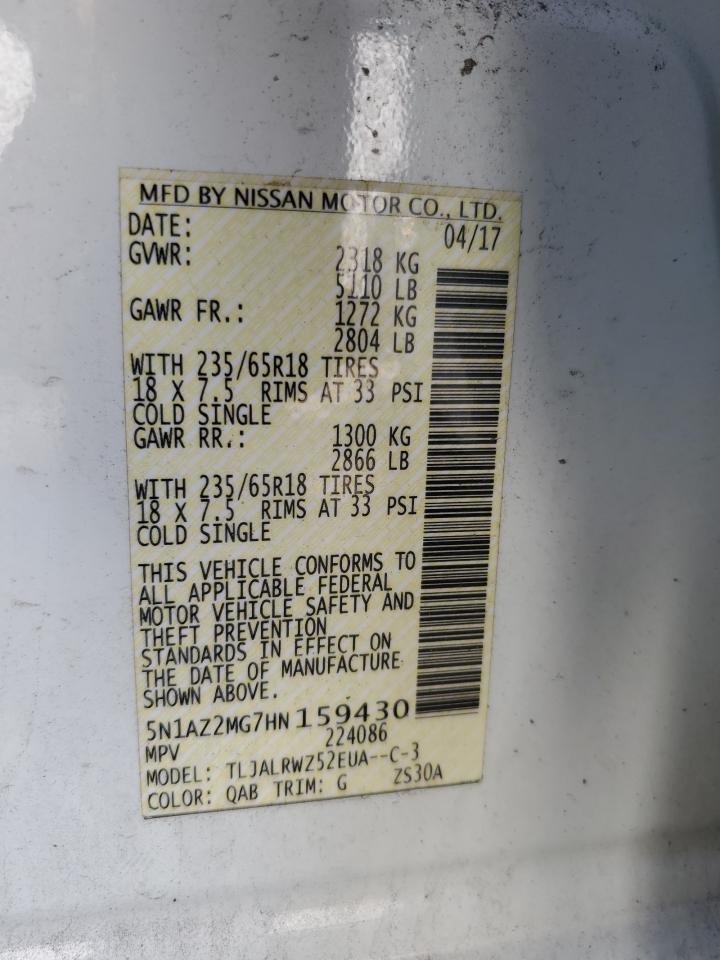 MFD BY NISSAN MOTOR CO., LTD.
DATE: 04/17
GVWR: 2318 KG
5110 LB
GAWR FR.: 1272 KG
2804 LB
WITH 235/65R18 TIRES
18 X 7.5 RIMS AT 33 PSI
COLD SINGLE
GAWR RR.: 1300 KG
2866 LB
WITH 235/65R18 TIRES
18 X 7.5 RIMS AT 33 PSI
COLD SINGLE
THIS VEHICLE CONFORMS TO
ALL APPLICABLE FEDERAL
MOTOR VEHICLE SAFETY AND
THEFT PREVENTION
STANDARDS IN EFFECT ON
THE DATE OF MANUFACTURE
SHOWN ABOVE.
5N1AZ2MG7HN159430
MPV 224086
MODEL: TLJALRWZ52EUA--C-3
COLOR: QAB TRIM: G ZS30A